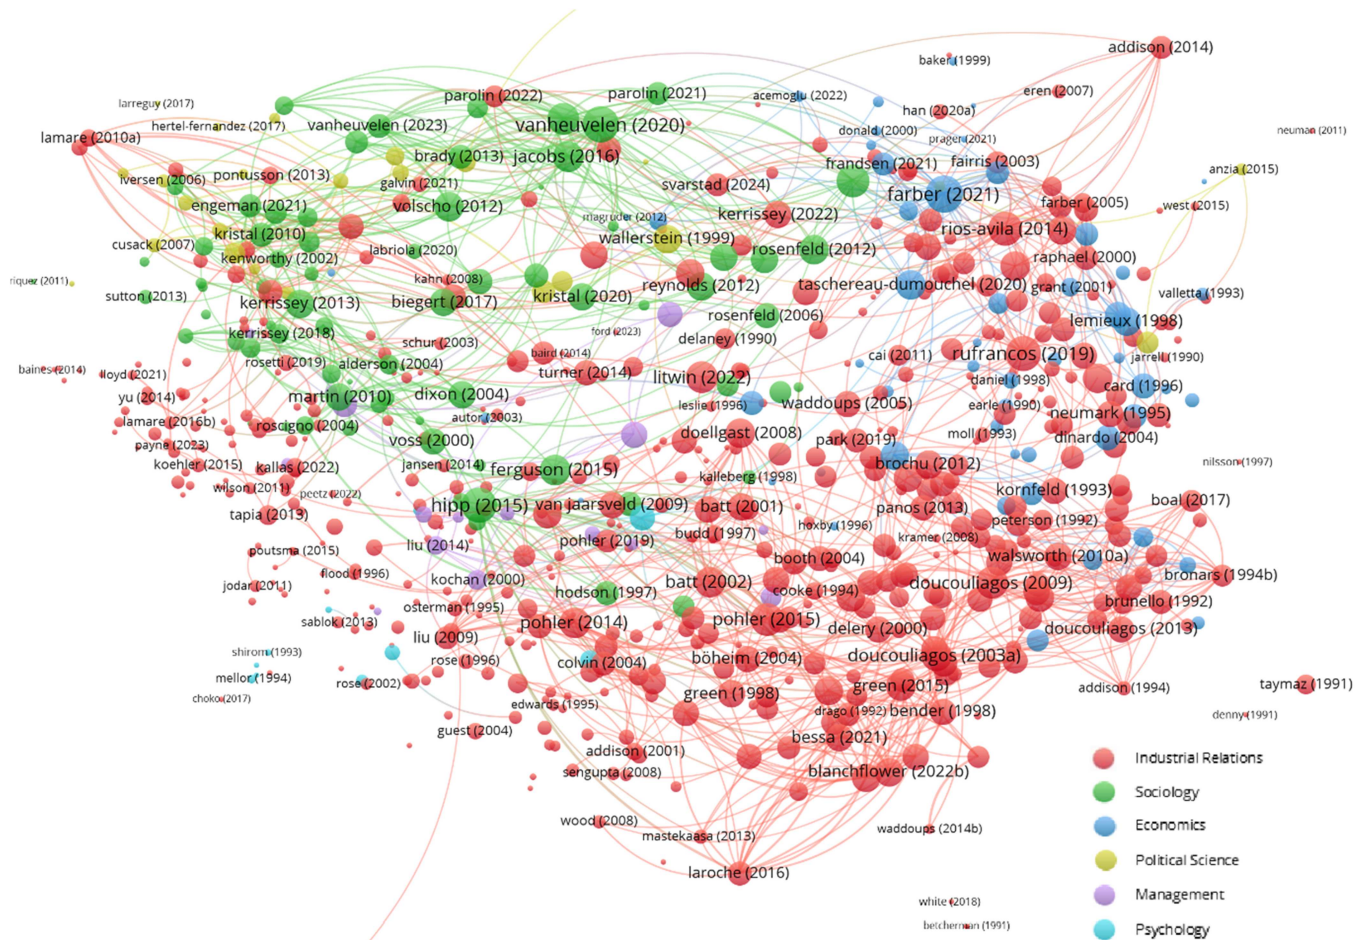 addison (2014)
baker (1999)
eren (2007)
parolin (2022)
parolin (2021)
acemoglu (2022)
larreguy (2017)
han (2020a)
hertel-fernandez (2017)
vanheuvelen (2023)
vanheuvelen (2020)
donald (2000)
neuman (2011)
lamare (2010a)
prager (2021)
brady (2013)
jacobs (2016)
frandsen (2021)
fairris (2003)
anzia (2015)
iversen (2006)
pontusson (2013)
galvin (2021)
svarstad (2024)
farber (2021)
engeman (2021)
volscho (2012)
farber (2005)
west (2015)
magruder (2012)
kerrissey (2022)
kristal (2010)
rios-avila (2014)
wallerstein (1999)
cusack (2007)
labriola (2020)
rosenfeld (2012)
kenworthy (2002)
raphael (2000)
riquez (2011)
kahn (2008)
reynolds (2012)
taschereau-dumouchel (2020)
grant (2001)
sutton (2013)
kerrissey (2013)
biegert (2017)
kristal (2020)
valletta (1993)
rosenfeld (2006)
lemieux (1998)
kerrissey (2018)
ford (2023)
delaney (1990)
schur (2003)
baird (2014)
cai (2011)
rufrancos (2019)
jarrell (1990)
rosetti (2019)
alderson (2004)
baines (2014)
lloyd (2021)
turner (2014)
litwin (2022)
daniel (1998)
card (1996)
yu (2014)
martin (2010)
dixon (2004)
leslie (1996)
waddoups (2005)
earle (1990)
neumark (1995)
lamare (2016b)
roscigno (2004)
autor (2003)
doellgast (2008)
moll (1993)
dinardo (2004)
payne (2023)
voss (2000)
park (2019)
koehler (2015)
kallas (2022)
jansen (2014)
ferguson (2015)
brochu (2012)
nilsson (1997)
kalleberg (1998)
wilson (2011)
peetz (2022)
kornfeld (1993)
boal (2017)
tapia (2013)
hipp (2015)
van jaarsveld (2009)
batt (2001)
panos (2013)
peterson (1992)
hoxby (1996)
budd (1997)
kramer (2008)
liu (2014)
pohler (2019)
poutsma (2015)
booth (2004)
walsworth (2010a)
flood (1996)
kochan (2000)
batt (2002)
doucouliagos (2009)
bronars (1994b)
jodar (2011)
hodson (1997)
cooke (1994)
brunello (1992)
osterman (1995)
sablok (2013)
pohler (2014)
pohler (2015)
delery (2000)
doucouliagos (2013)
liu (2009)
shirom (1993)
rose (1996)
colvin (2004)
böheim (2004)
doucouliagos (2003a)
mellor (1994)
rose (2002)
green (1998)
green (2015)
addison (1994)
taymaz (1991)
choko (2017)
edwards (1995)
drago (1992)
bender (1998)
denny (1991)
guest (2004)
bessa (2021)
addison (2001)
Industrial Relations
sengupta (2008)
blanchflower (2022b)
Sociology
wood (2008)
mastekaasa (2013)
waddoups (2014b)
Economics
laroche (2016)
Political Science
white (2018)
Management
betcherman (1991)
Psychology